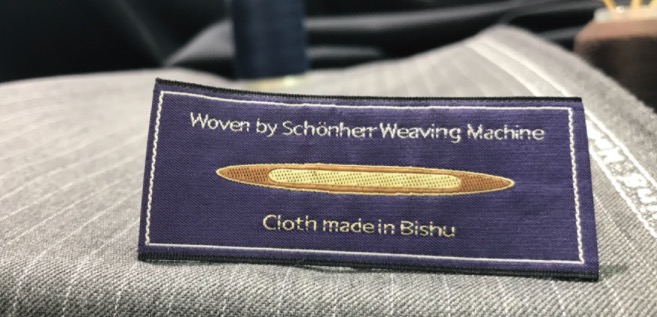 Woven by Schönherr Weaving Machine
Cloth made in Bishu